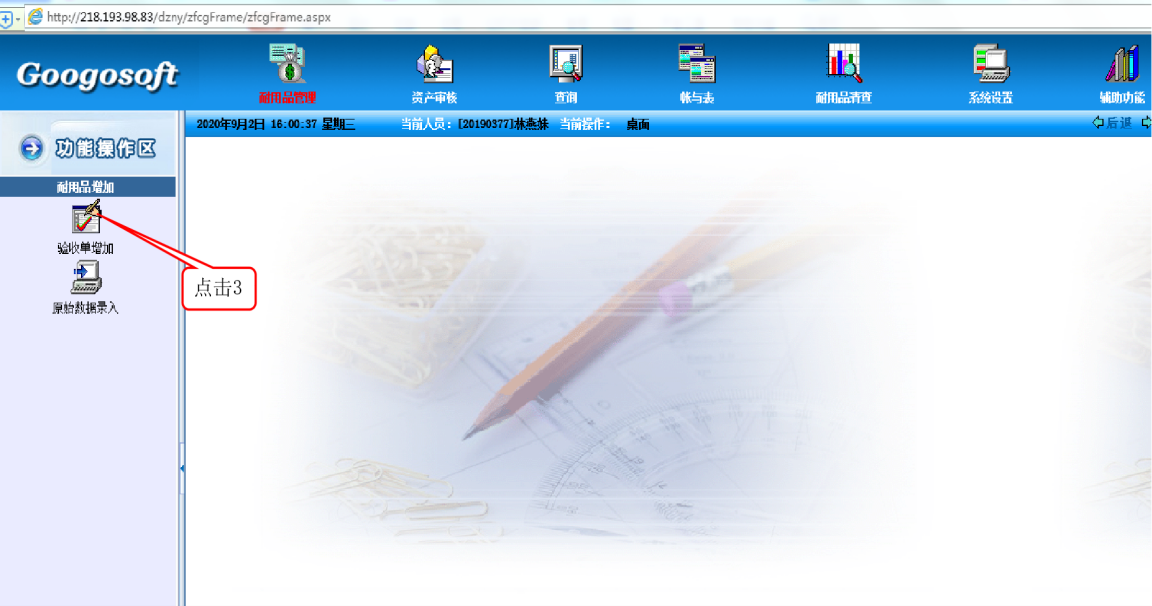 http://218.193.98.83/dzny/zfcgFrame/zfcgFrame.aspx
Googosoft
耐用品管理 资产审核 查询 帐与表 耐用品清查 系统设置 辅助功能
2020年9月2日 16:00:37 星期三 当前人员：[20190377]林燕妹 当前操作： 桌面 后退
功能操作区
耐用品增加
验收单增加
点击3
原始数据录入